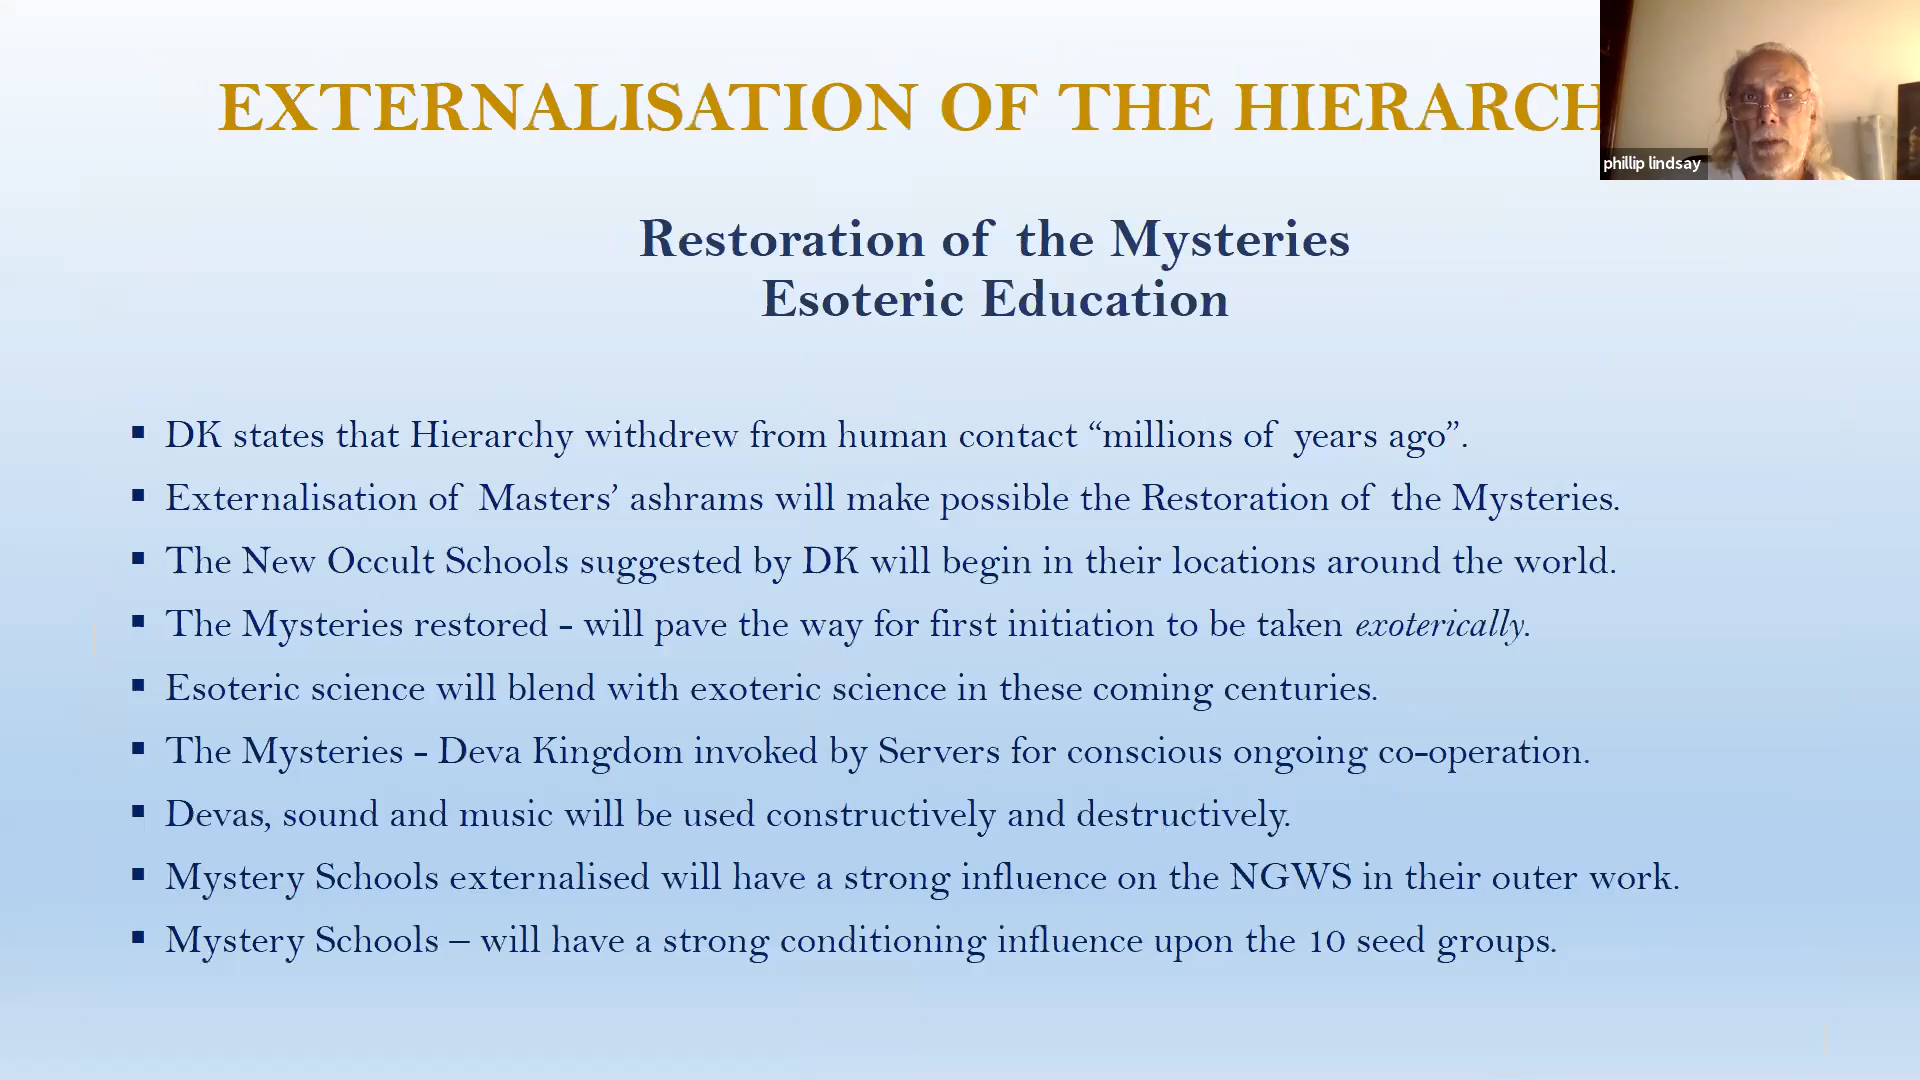 EXTERNALISATION OF THE HIERARCH
phillip lindsay
Restoration of the Mysteries
Esoteric Education
▪ DK states that Hierarchy withdrew from human contact “millions of years ago”.
▪ Externalisation of Masters’ ashrams will make possible the Restoration of the Mysteries.
▪ The New Occult Schools suggested by DK will begin in their locations around the world.
▪ The Mysteries restored - will pave the way for first initiation to be taken exoterically.
▪ Esoteric science will blend with exoteric science in these coming centuries.
▪ The Mysteries - Deva Kingdom invoked by Servers for conscious ongoing co-operation.
▪ Devas, sound and music will be used constructively and destructively.
▪ Mystery Schools externalised will have a strong influence on the NGWS in their outer work.
▪ Mystery Schools – will have a strong conditioning influence upon the 10 seed groups.